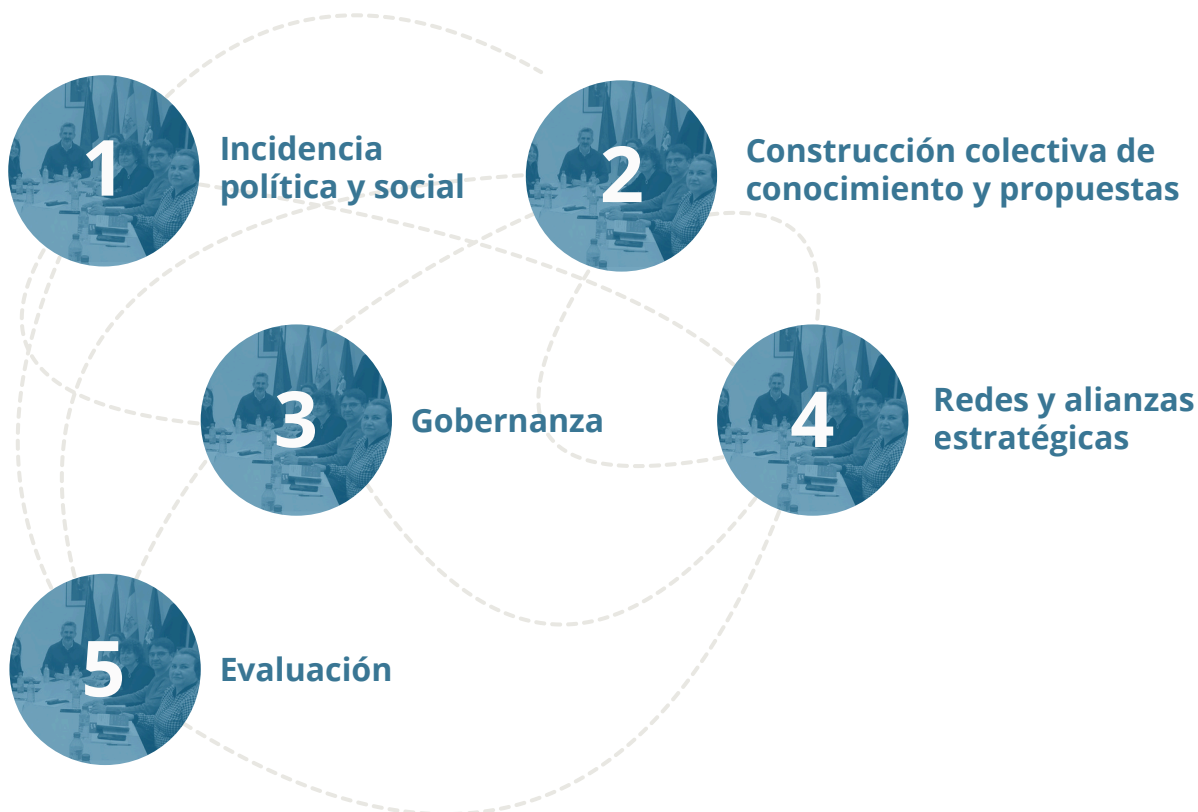 1
Incidencia
política y social
2
Construcción colectiva de
conocimiento y propuestas
3
Gobernanza
4
Redes y alianzas
estratégicas
5
Evaluación